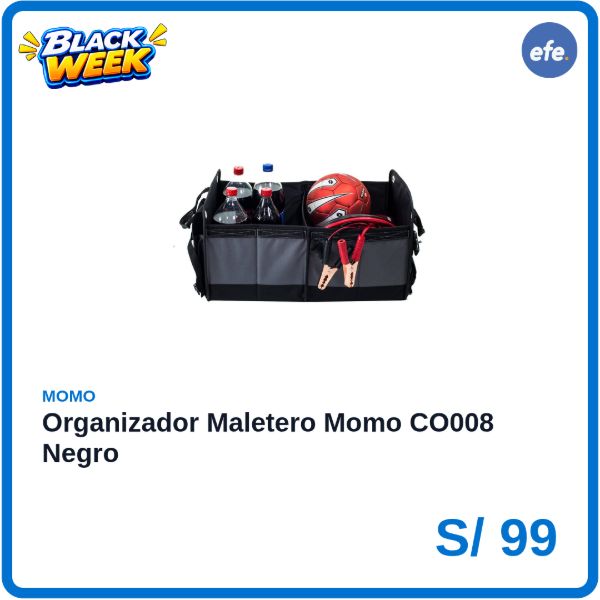 BLACK
WEEK
efe.
MOMO
Organizador Maletero Momo CO008
Negro
S/ 99